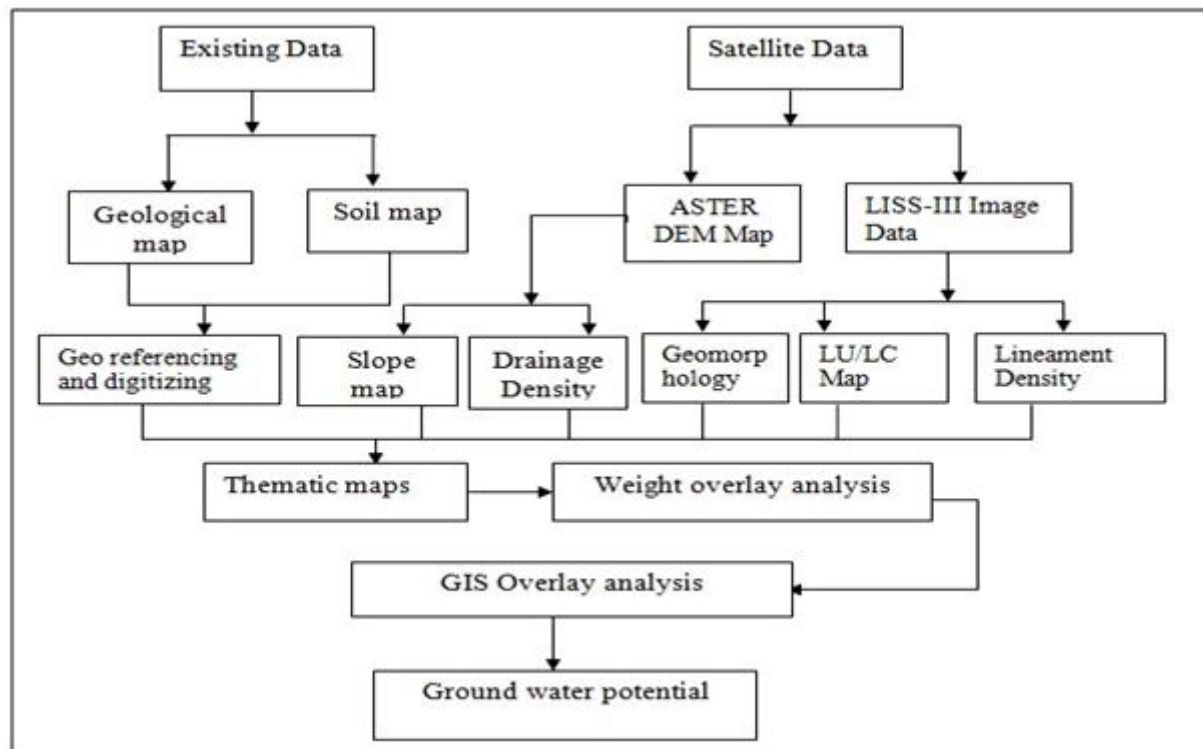 Existing Data
Satellite Data
Geological
map
Soil map
ASTER
DEM Map
LISS-III Image
Data
Geo referencing
and digitizing
Slope
map
Drainage
Density
Geomorp
hology
LU/LC
Map
Lineament
Density
Thematic maps
Weight overlay analysis
GIS Overlay analysis
Ground water potential